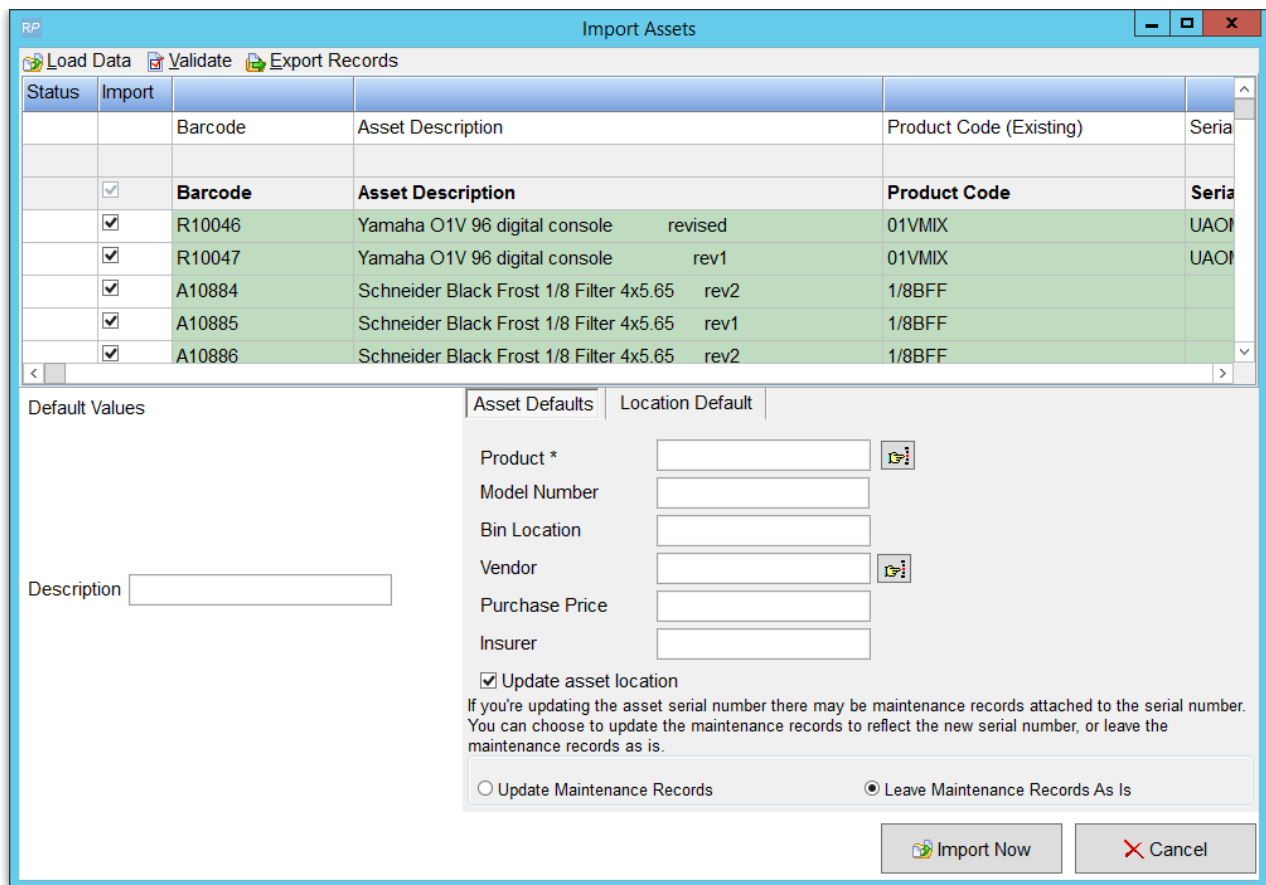 RP Import Assets
Load Data Validate Export Records
Status Import
Barcode Asset Description Product Code (Existing) Seria
Barcode Asset Description Product Code Seria
R10046 Yamaha O1V 96 digital console revised 01VMIX UAOM
R10047 Yamaha O1V 96 digital console rev1 01VMIX UAOM
A10884 Schneider Black Frost 1/8 Filter 4x5.65 rev2 1/8BFF
A10885 Schneider Black Frost 1/8 Filter 4x5.65 rev1 1/8BFF
A10886 Schneider Black Frost 1/8 Filter 4x5.65 rev2 1/8BFF
Default Values
Description
Asset Defaults Location Default
Product *
Model Number
Bin Location
Vendor
Purchase Price
Insurer
Update asset location
If you're updating the asset serial number there may be maintenance records attached to the serial number.
You can choose to update the maintenance records to reflect the new serial number, or leave the
maintenance records as is.
Update Maintenance Records Leave Maintenance Records As Is
Import Now Cancel